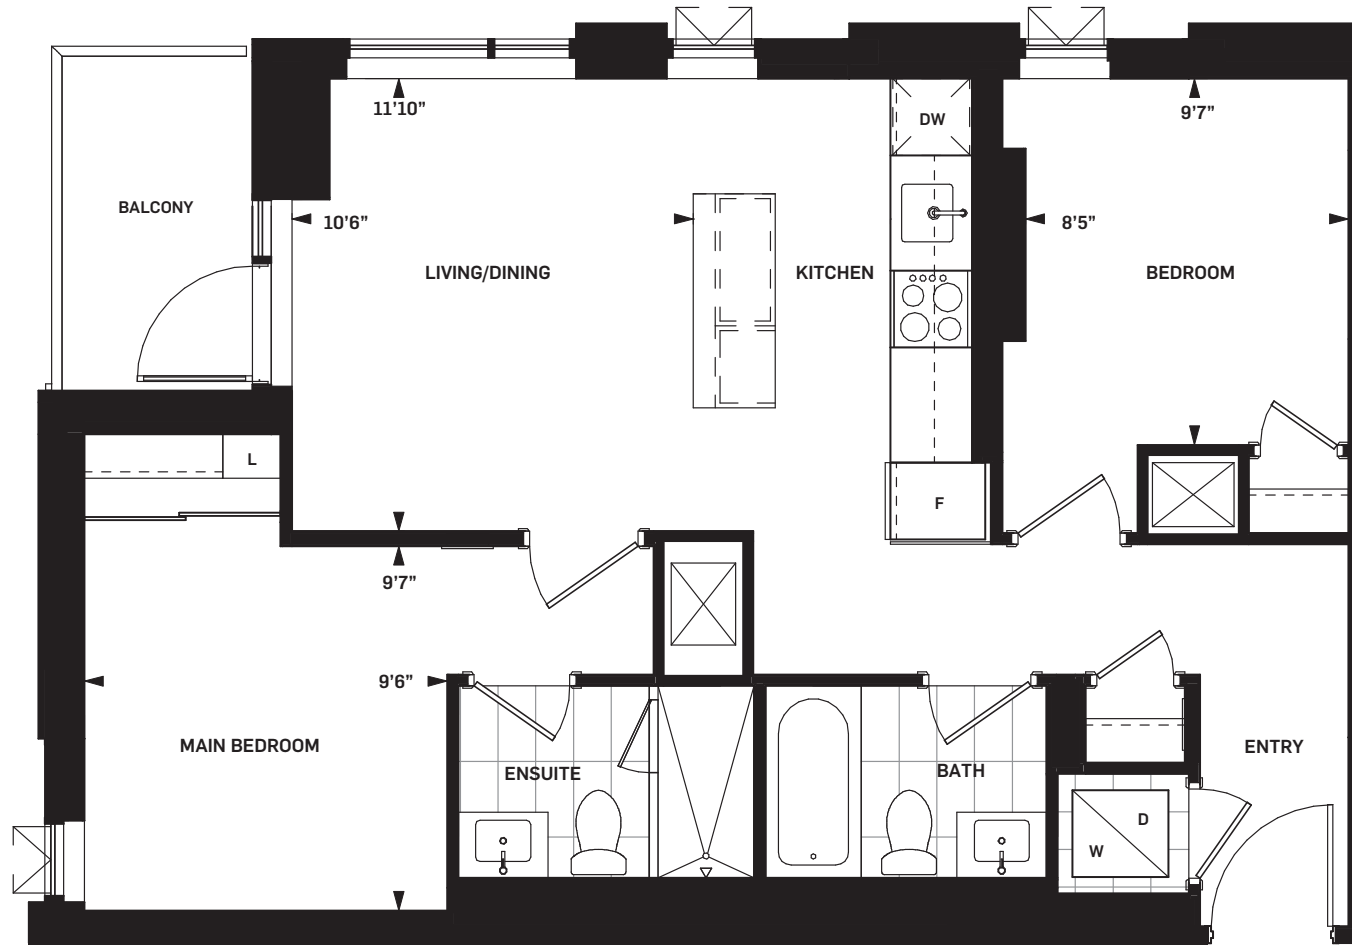 11'10"
DW
9'7"
BALCONY
10'6"
8'5"
LIVING/DINING
KITCHEN
BEDROOM
L
F
9'7"
9'6"
MAIN BEDROOM
ENSUITE
BATH
ENTRY
D
W